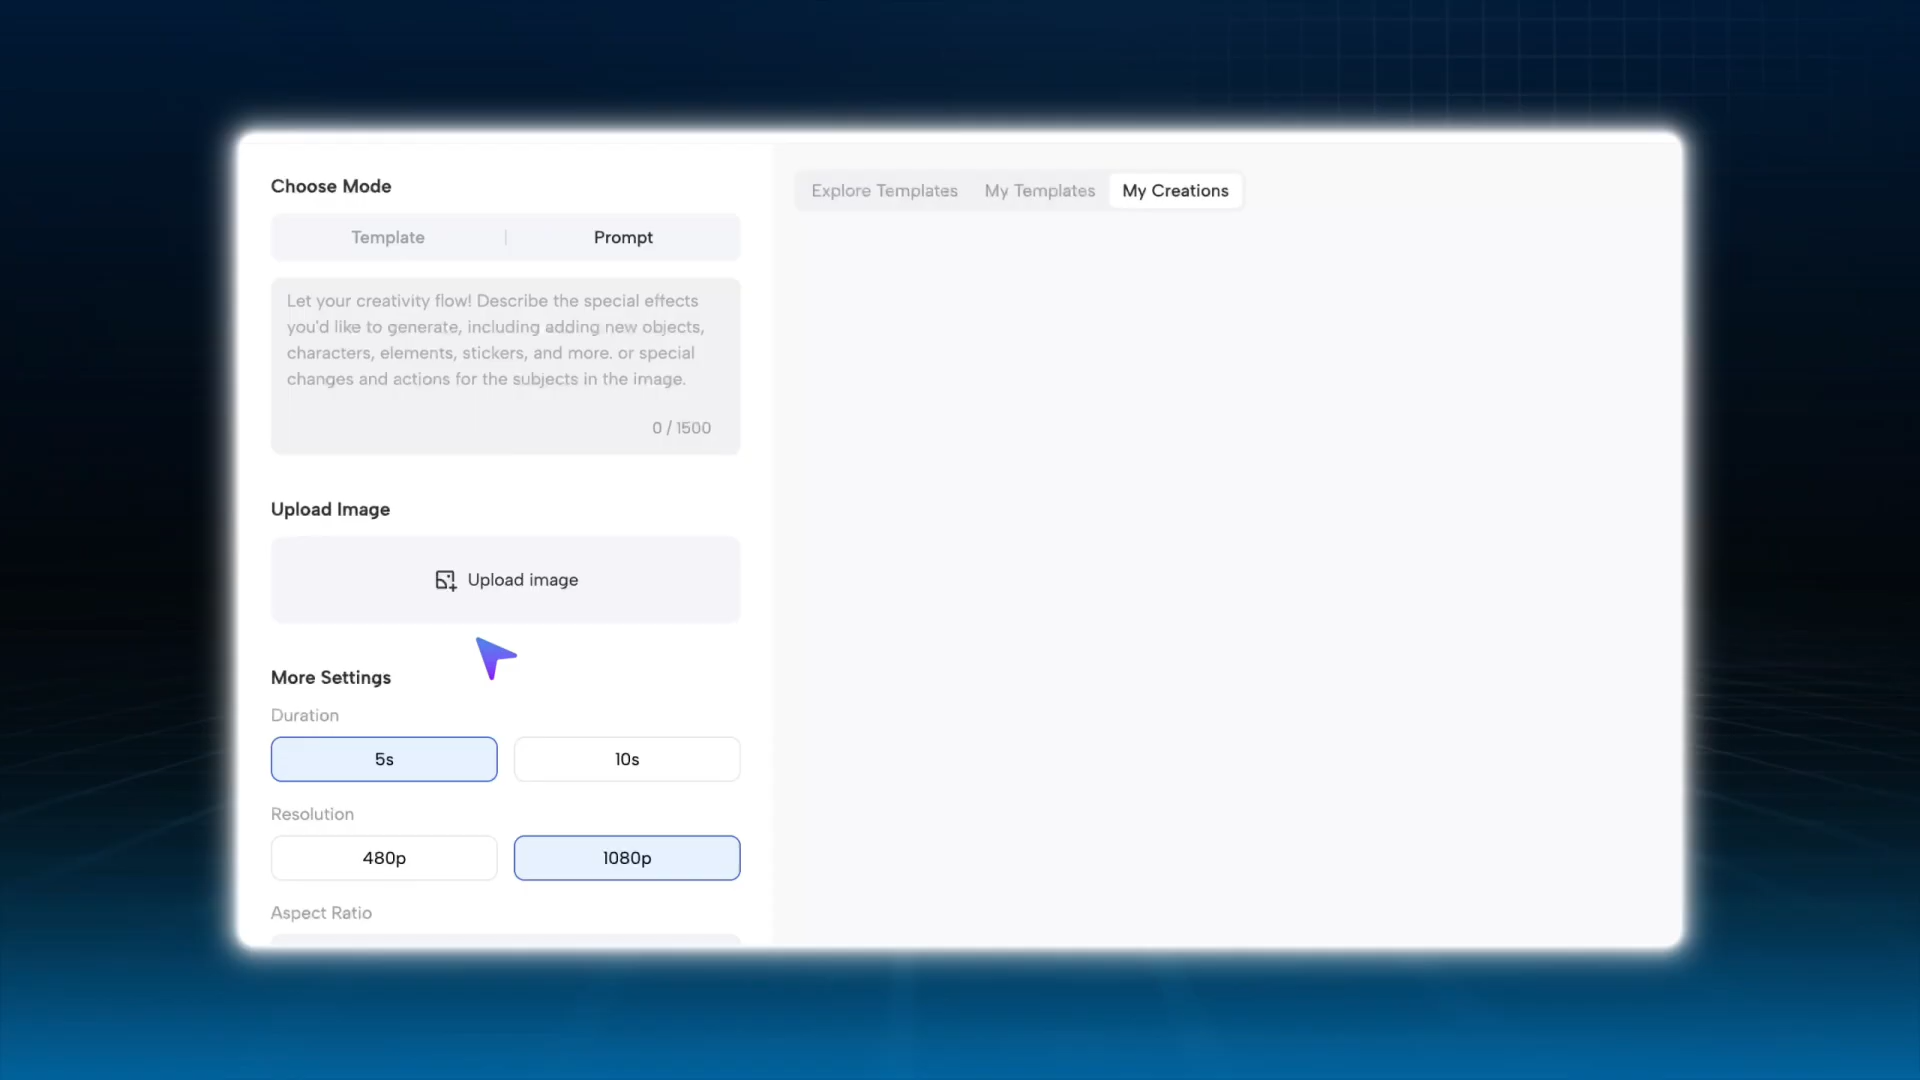 Choose Mode
Template
Prompt
Let your creativity flow! Describe the special effects
you'd like to generate, including adding new objects,
characters, elements, stickers, and more. or special
changes and actions for the subjects in the image.
0 / 1500
Upload Image
Upload image
More Settings
Duration
5s
10s
Resolution
480p
1080p
Aspect Ratio
Explore Templates
My Templates
My Creations